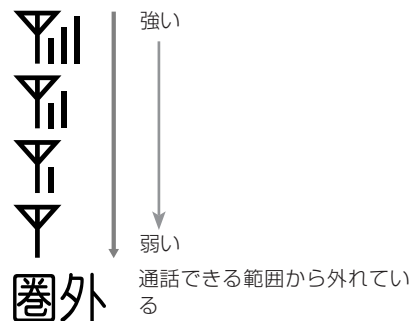 強い
弱い
圏外
通話できる範囲から外れてい
る